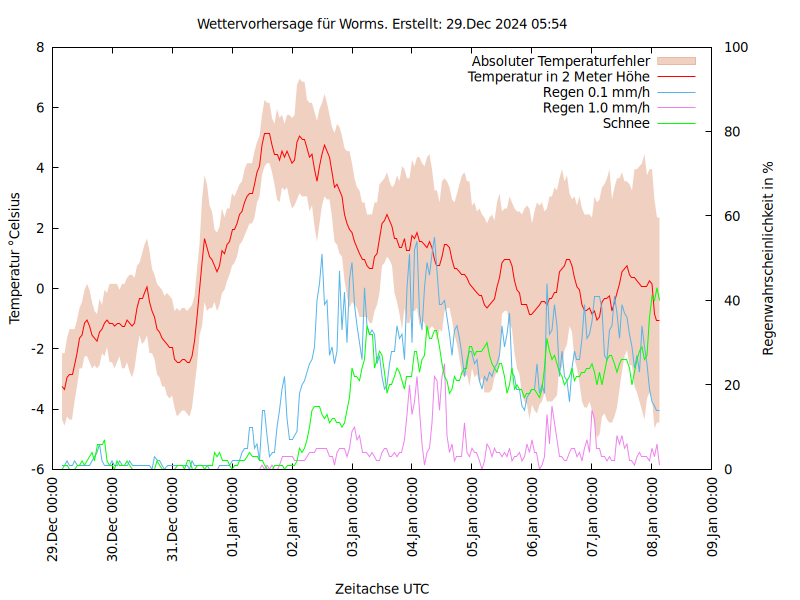 Wettervorhersage für Worms. Erstellt: 29.Dec 2024 05:54
Absoluter Temperaturfehler
Temperatur in 2 Meter Höhe
Regen 0.1 mm/h
Regen 1.0 mm/h
Schnee
Temperatur °Celsius
8
6
4
2
0
-2
-4
-6
Regenwahrscheinlichkeit in %
100
80
60
40
20
0
29.Dec 00:00
30.Dec 00:00
31.Dec 00:00
01.Jan 00:00
02.Jan 00:00
03.Jan 00:00
04.Jan 00:00
05.Jan 00:00
06.Jan 00:00
07.Jan 00:00
08.Jan 00:00
09.Jan 00:00
Zeitachse UTC